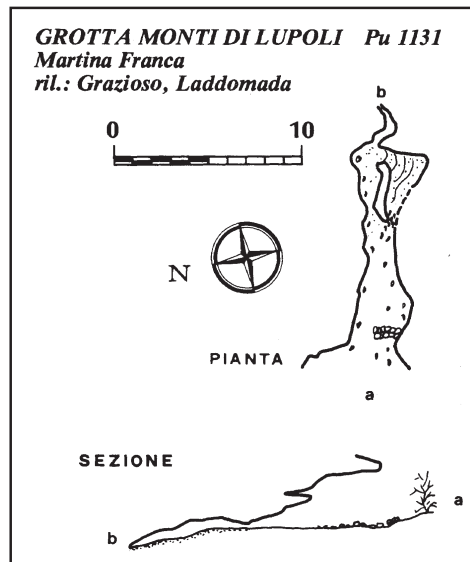 GROTTA MONTI DI LUPOLI Pu 1131
Martina Franca
ril.: Grazioso, Laddomada
b
0 10
N
PIANTA
a
SEZIONE
a
b